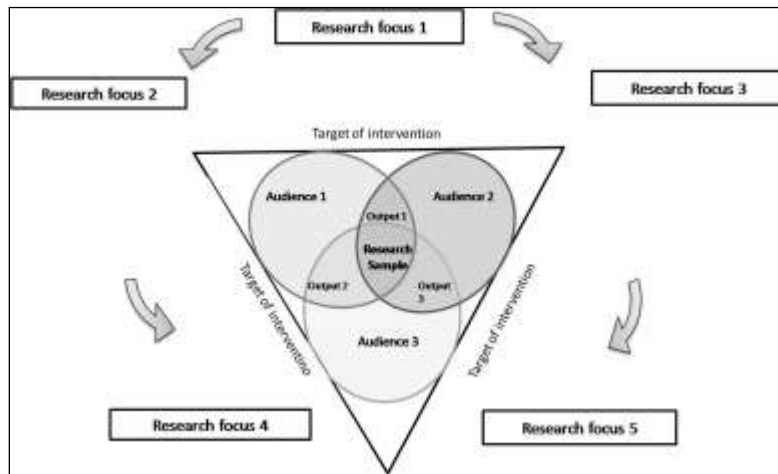 Research focus 1
Research focus 2
Research focus 3
Target of intervention
Audience 1
Audience 2
Output 1
Research
Sample
Output 2
Output
3
Audience 3
Target of interventino
Target of intervention
Research focus 4
Research focus 5